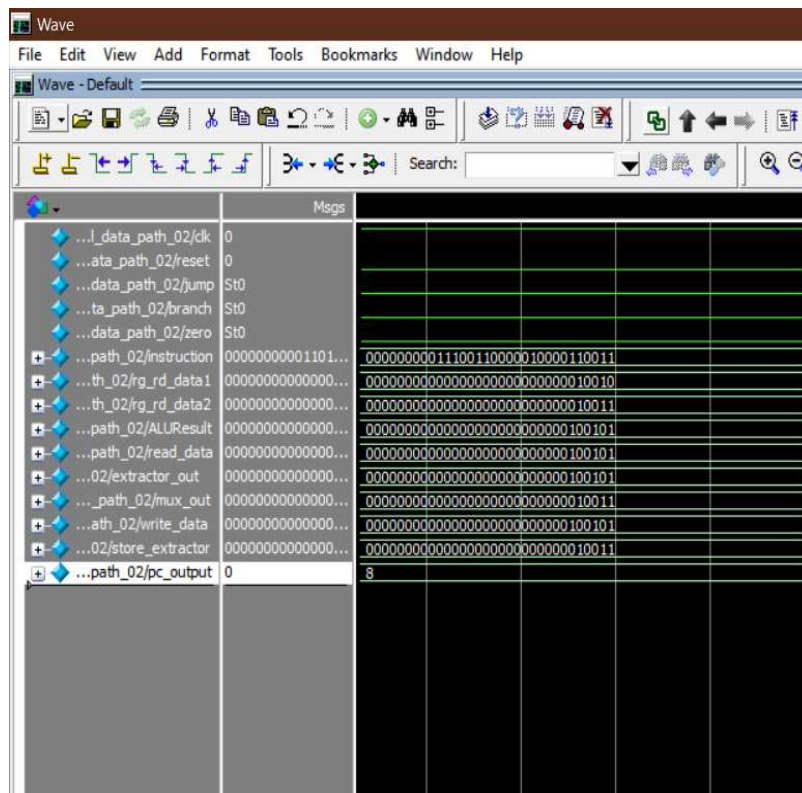 Wave
File Edit View Add Format Tools Bookmarks Window Help
Wave - Default
Search:
Msgs
...l_data_path_02/clk 0
...ata_path_02/reset 0
...data_path_02/jump St0
...ta_path_02/branch St0
...data_path_02/zero St0
...path_02/instruction 00000000001101... 00000000011100110000010000110011
...th_02/rg_rd_data1 00000000000000... 00000000000000000000000000010010
...th_02/rg_rd_data2 00000000000000... 00000000000000000000000000010011
...path_02/ALUResult 00000000000000... 00000000000000000000000000100101
...path_02/read_data 00000000000000... 00000000000000000000000000100101
...02/extractor_out 00000000000000... 00000000000000000000000000100101
..._path_02/mux_out 00000000000000... 00000000000000000000000000010011
...ath_02/write_data 00000000000000... 00000000000000000000000000100101
...02/store_extractor 00000000000000... 00000000000000000000000000010011
...path_02/pc_output 0 8